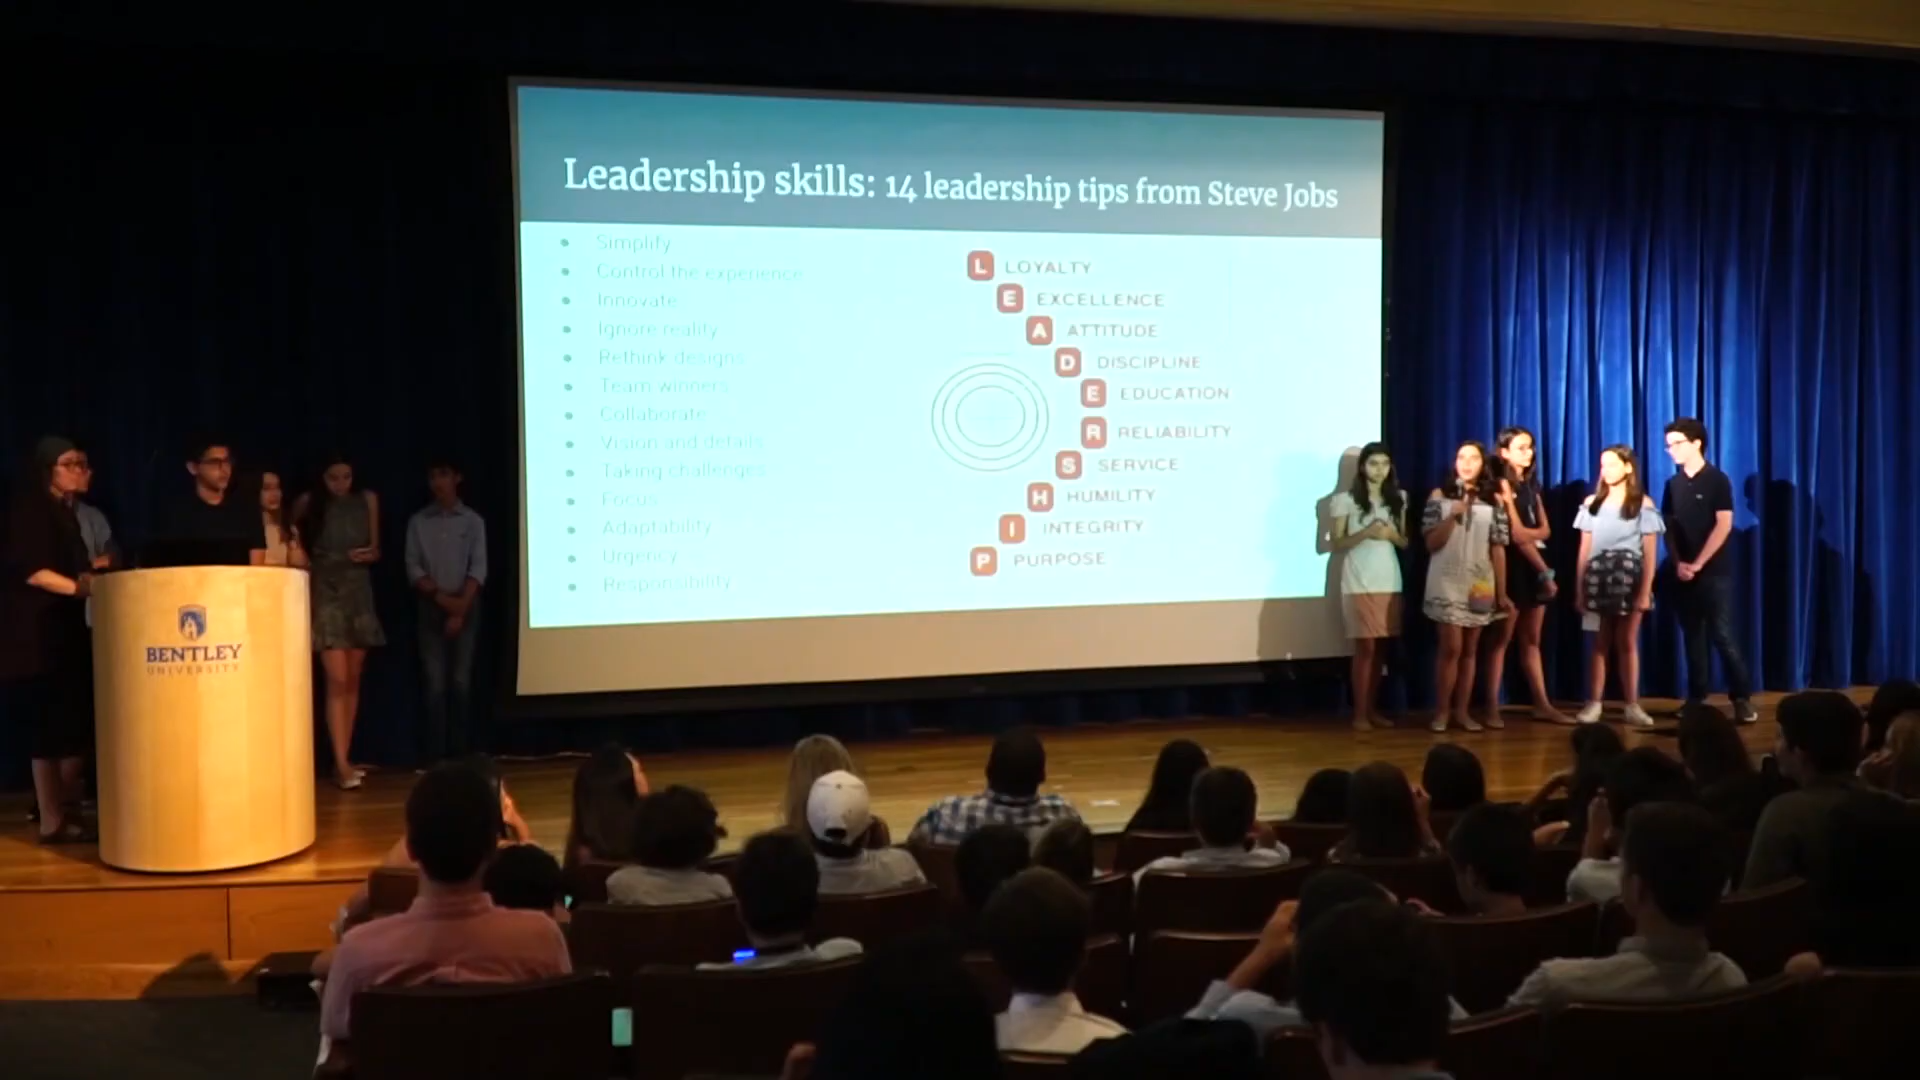 Leadership skills: 14 leadership tips from Steve Jobs
Simplify
Control the experience
Innovate
Ignore reality
Rethink designs
Team winners
Collaborate
Vision and details
Taking challenges
Focus
Adaptability
Urgency
Responsibility
L LOYALTY
E EXCELLENCE
A ATTITUDE
D DISCIPLINE
E EDUCATION
R RELIABILITY
S SERVICE
H HUMILITY
I INTEGRITY
P PURPOSE
BENTLEY
UNIVERSITY